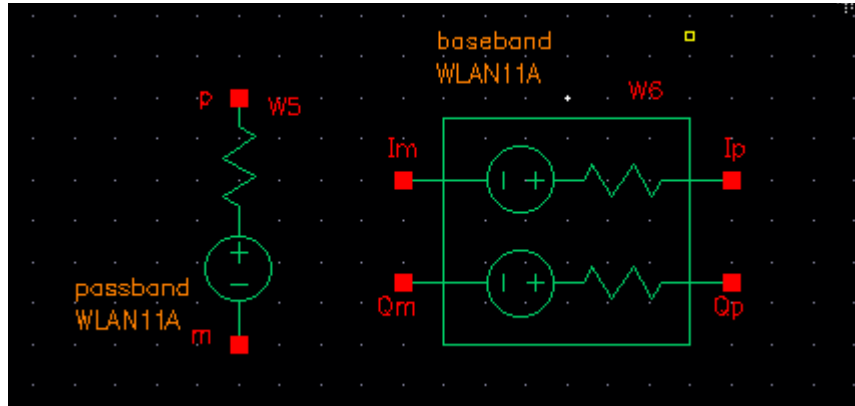 baseband
WLAN11A
p
W5
W6
Im
Ip
passband
WLAN11A
m
Qm
Qp